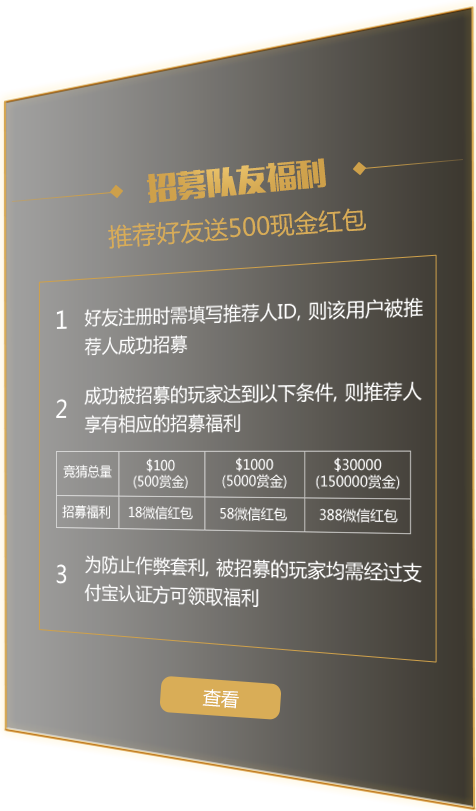 招募队友福利
推荐好友送500现金红包
1 好友注册时需填写推荐人ID, 则该用户被推
荐人成功招募
2 成功被招募的玩家达到以下条件, 则推荐人
享有相应的招募福利
竞猜总量 $100 (500赏金) $1000 (5000赏金) $30000 (150000赏金)
招募福利 18微信红包 58微信红包 388微信红包
3 为防止作弊套利, 被招募的玩家均需经过支
付宝认证方可领取福利
查看